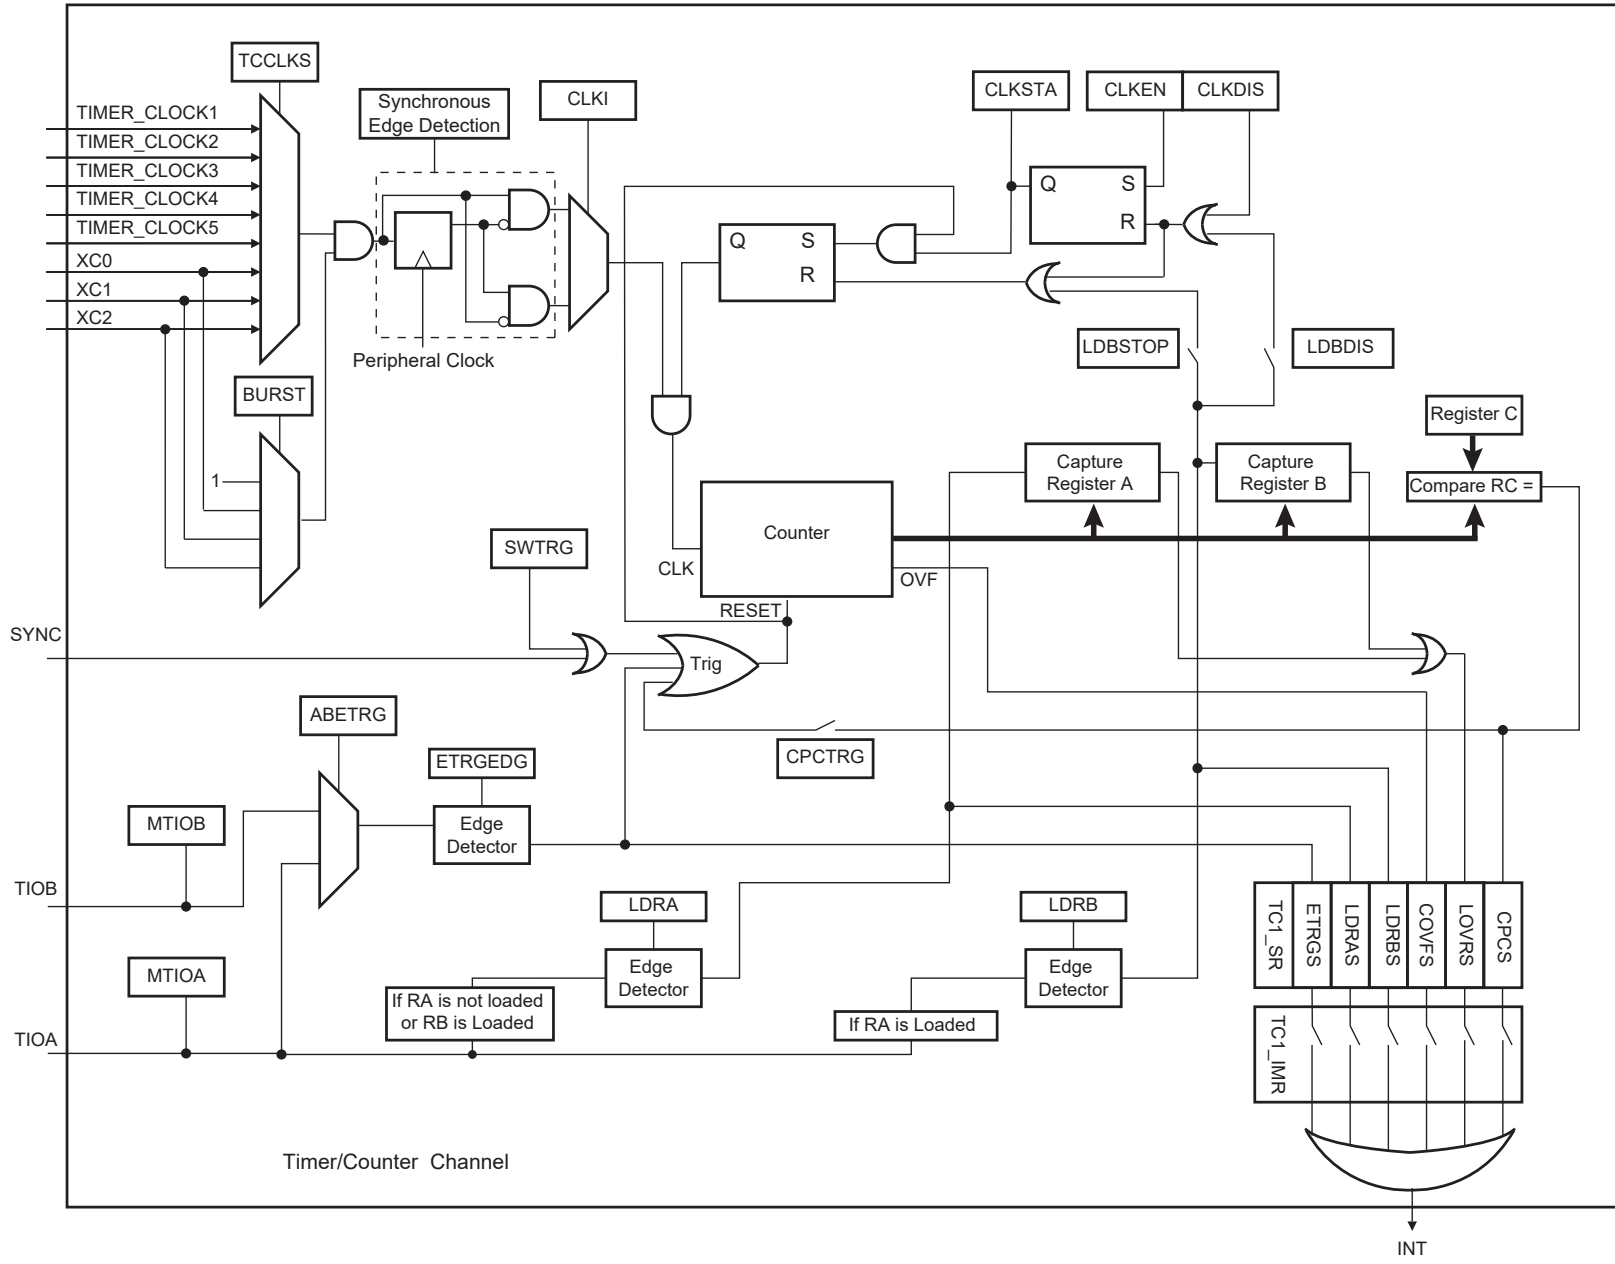 TCCLKS
TIMER_CLOCK1
TIMER_CLOCK2
TIMER_CLOCK3
TIMER_CLOCK4
TIMER_CLOCK5
XC0
XC1
XC2
Synchronous
Edge Detection
CLKI
Peripheral Clock
BURST
1
CLKSTA
CLKEN
CLKDIS
Q
S
R
Q
S
R
LDBSTOP
LDBDIS
Register C
Capture
Register A
Capture
Register B
Compare RC =
Counter
CLK
OVF
RESET
SWTRG
SYNC
Trig
CPCTRG
ABETRG
ETRGEDG
MTIOB
Edge
Detector
TIOB
MTIOA
TIOA
LDRA
Edge
Detector
If RA is not loaded
or RB is Loaded
LDRB
Edge
Detector
If RA is Loaded
TC1_SR
ETRGS
LDRAS
LDRBS
COVFS
LOVRS
CPCS
TC1_IMR
Timer/Counter Channel
INT